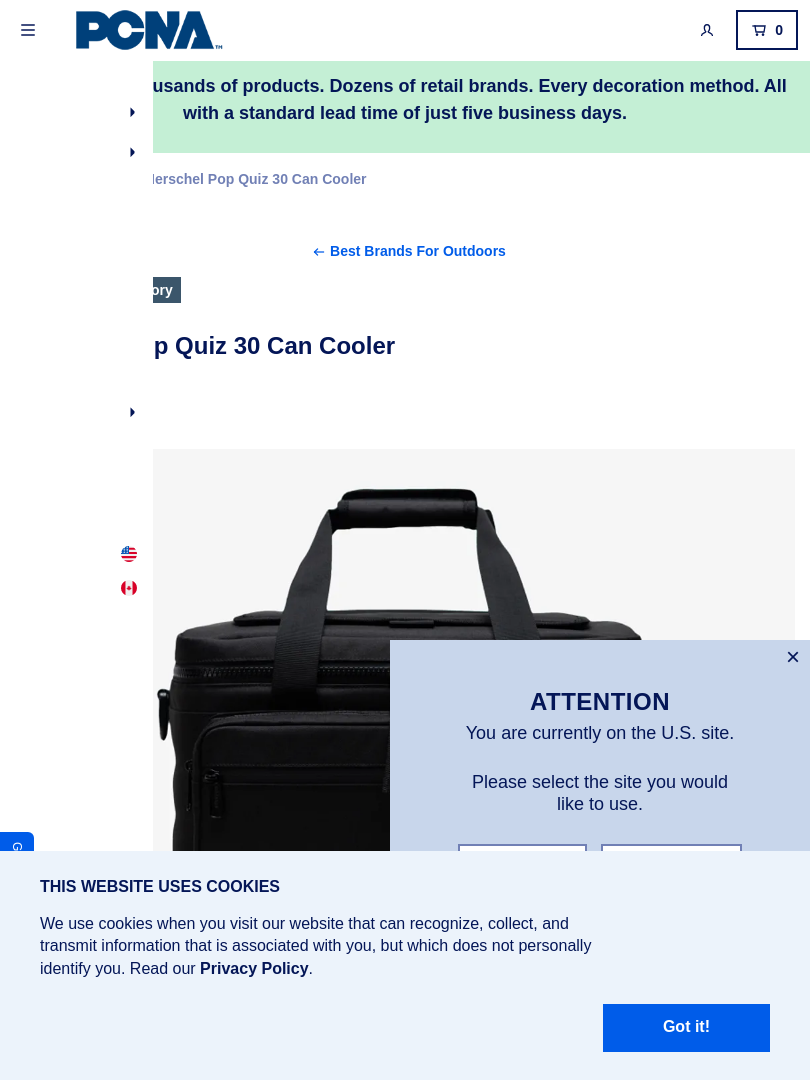 PCNA
0
usands of products. Dozens of retail brands. Every decoration method. All
with a standard lead time of just five business days.
erschel Pop Quiz 30 Can Cooler
Best Brands For Outdoors
ory
p Quiz 30 Can Cooler
ATTENTION
You are currently on the U.S. site.
Please select the site you would
like to use.
G
THIS WEBSITE USES COOKIES
We use cookies when you visit our website that can recognize, collect, and
transmit information that is associated with you, but which does not personally
identify you. Read our Privacy Policy.
Got it!